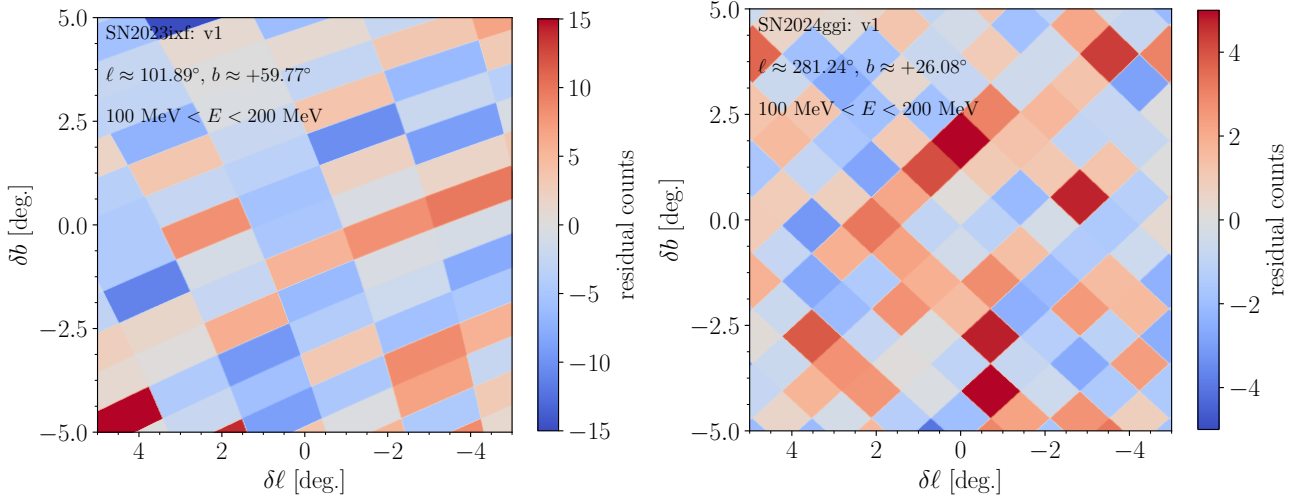 SN2023ixf: v1
ℓ ≈ 101.89°, b ≈ +59.77°
100 MeV < E < 200 MeV
5.0
2.5
0.0
−2.5
−5.0
δb [deg.]
4
2
0
−2
−4
δℓ [deg.]
15
10
5
0
−5
−10
−15
residual counts
SN2024ggi: v1
ℓ ≈ 281.24°, b ≈ +26.08°
100 MeV < E < 200 MeV
5.0
2.5
0.0
−2.5
−5.0
δb [deg.]
4
2
0
−2
−4
δℓ [deg.]
4
2
0
−2
−4
residual counts